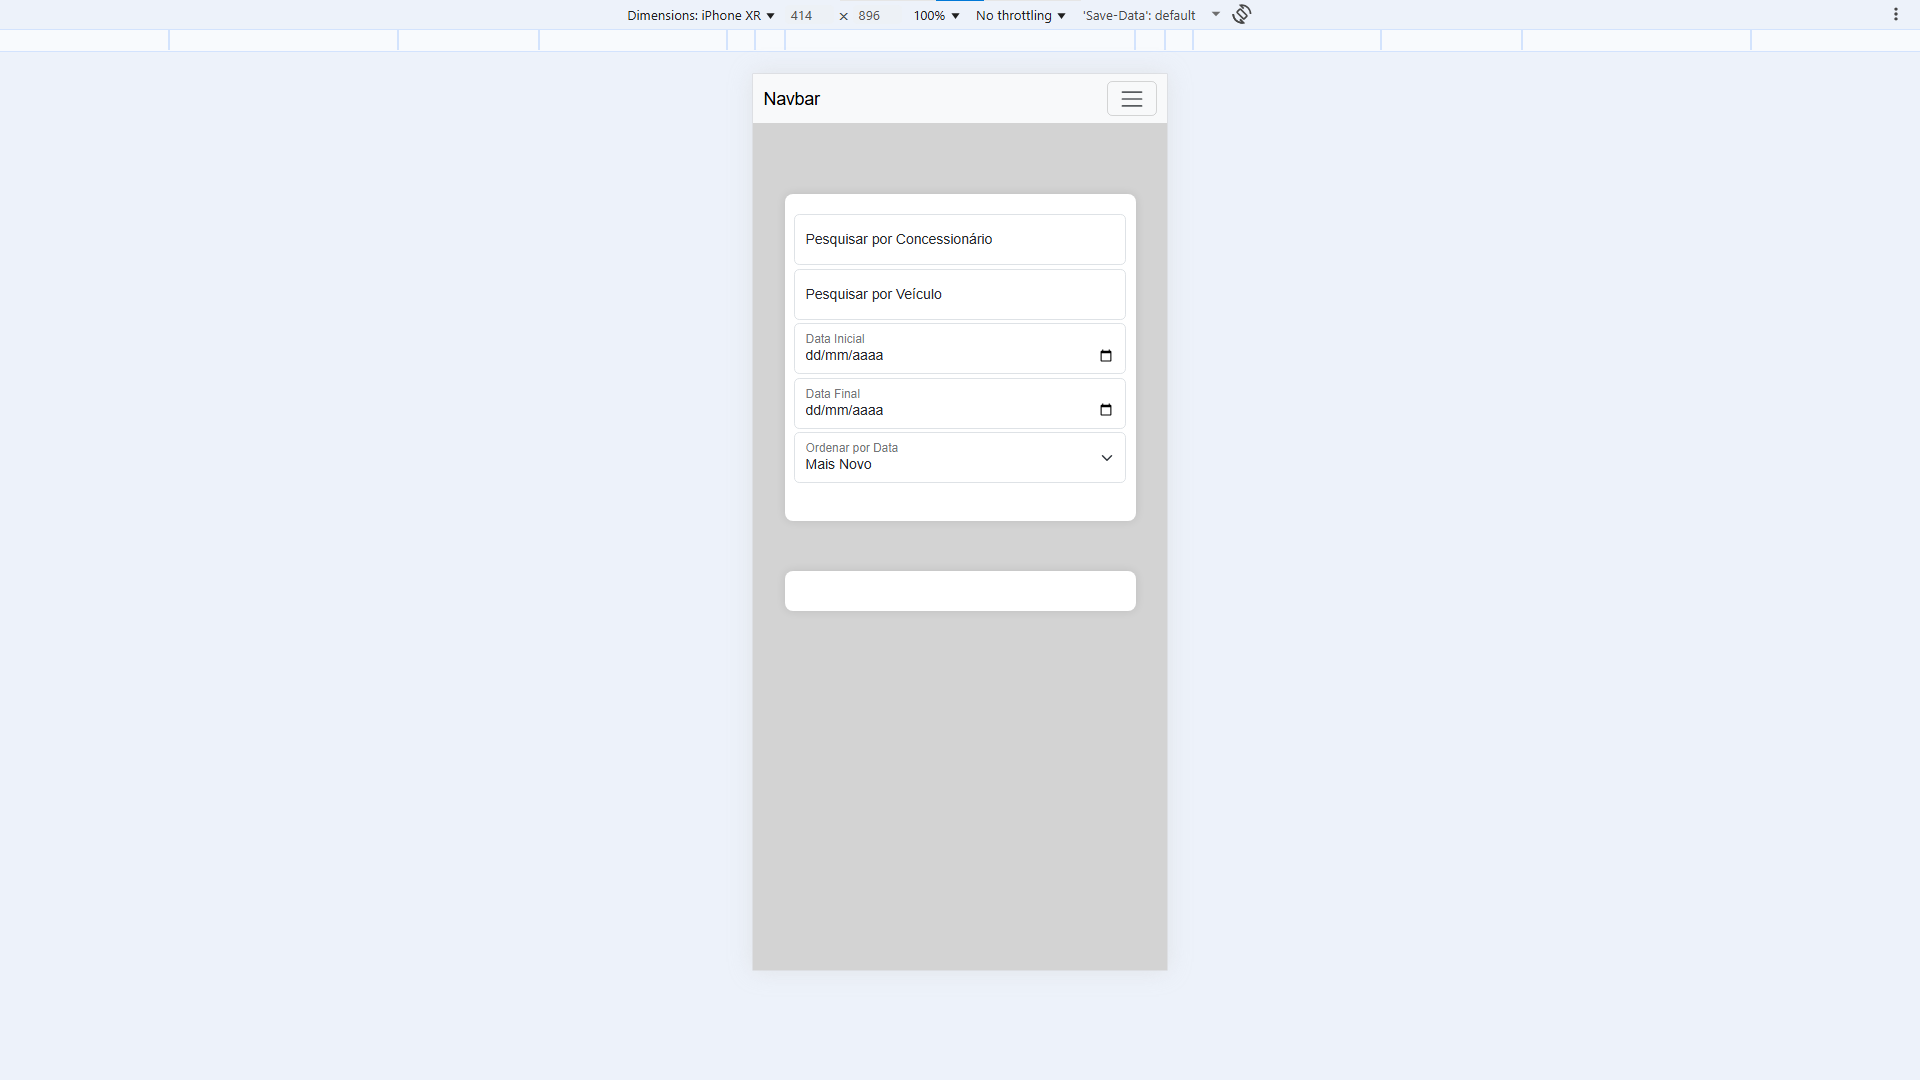 Dimensions: iPhone XR 414 × 896 100% No throttling 'Save-Data': default
Navbar
Pesquisar por Concessionário
Pesquisar por Veículo
Data Inicial
dd/mm/aaaa
Data Final
dd/mm/aaaa
Ordenar por Data
Mais Novo